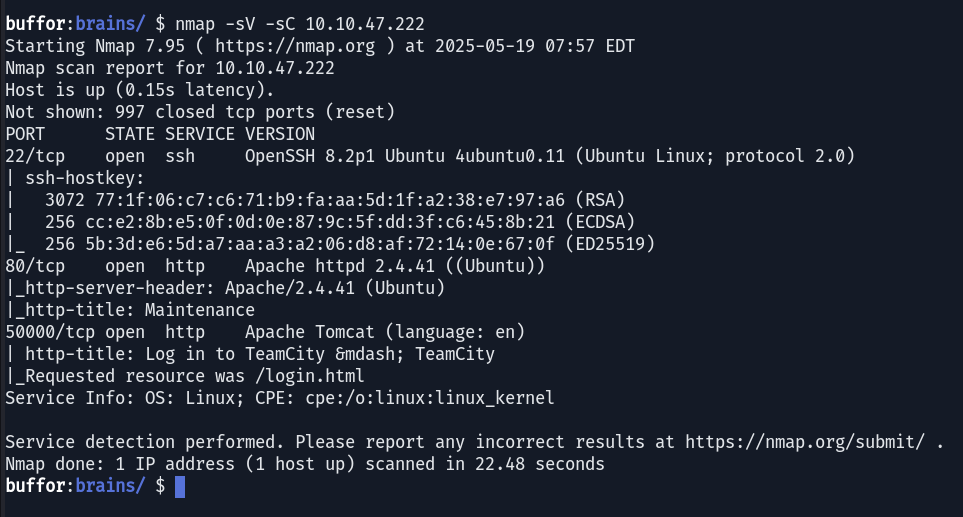 buffor:brains/ $ nmap -sV -sC 10.10.47.222
Starting Nmap 7.95 ( https://nmap.org ) at 2025-05-19 07:57 EDT
Nmap scan report for 10.10.47.222
Host is up (0.15s latency).
Not shown: 997 closed tcp ports (reset)
PORT      STATE SERVICE VERSION
22/tcp    open  ssh     OpenSSH 8.2p1 Ubuntu 4ubuntu0.11 (Ubuntu Linux; protocol 2.0)
| ssh-hostkey:
|   3072 77:1f:06:c7:c6:71:b9:fa:aa:5d:1f:a2:38:e7:97:a6 (RSA)
|   256 cc:e2:8b:e5:0f:0d:0e:87:9c:5f:dd:3f:c6:45:8b:21 (ECDSA)
|_  256 5b:3d:e6:5d:a7:aa:a3:a2:06:d8:af:72:14:0e:67:0f (ED25519)
80/tcp    open  http    Apache httpd 2.4.41 ((Ubuntu))
|_http-server-header: Apache/2.4.41 (Ubuntu)
|_http-title: Maintenance
50000/tcp open  http    Apache Tomcat (language: en)
| http-title: Log in to TeamCity &mdash; TeamCity
|_Requested resource was /login.html
Service Info: OS: Linux; CPE: cpe:/o:linux:linux_kernel

Service detection performed. Please report any incorrect results at https://nmap.org/submit/ .
Nmap done: 1 IP address (1 host up) scanned in 22.48 seconds
buffor:brains/ $